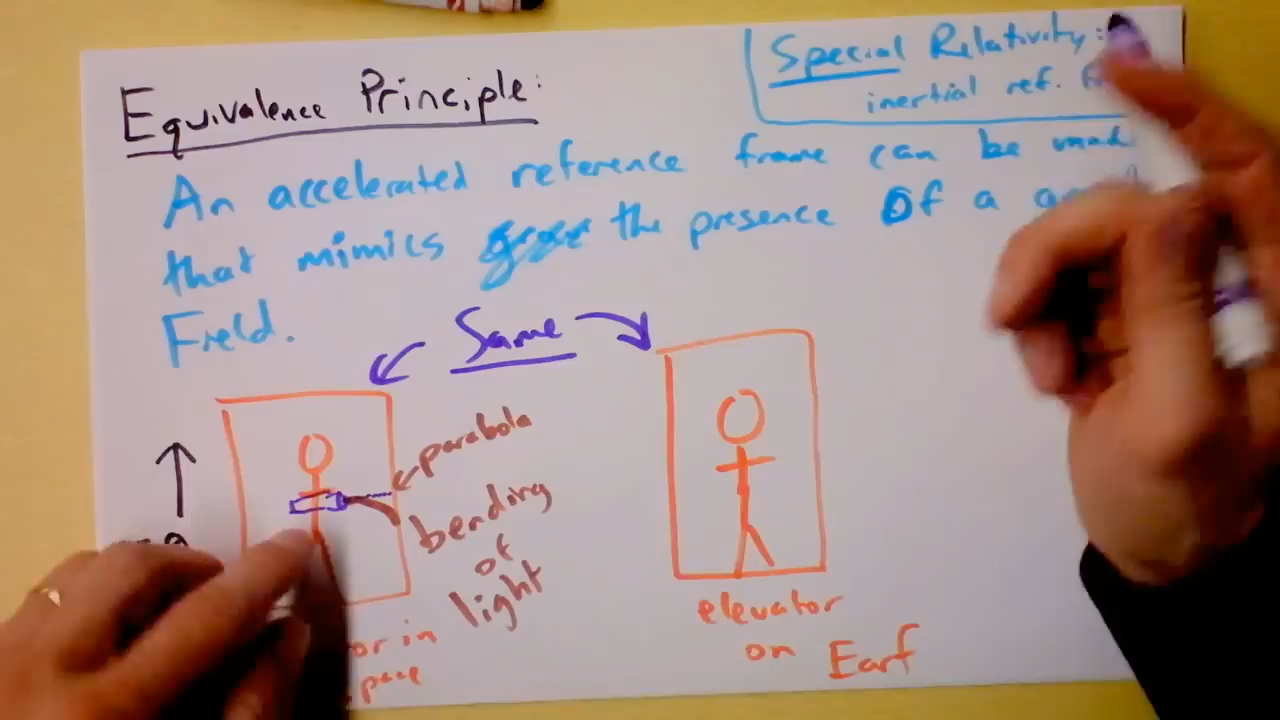 Equivalence Principle:
Special Relativity:
inertial ref.
An accelerated reference frame can be
that mimics the presence of a
Field.
Same
parabola
bending
of
light
in
elevator
on Earf